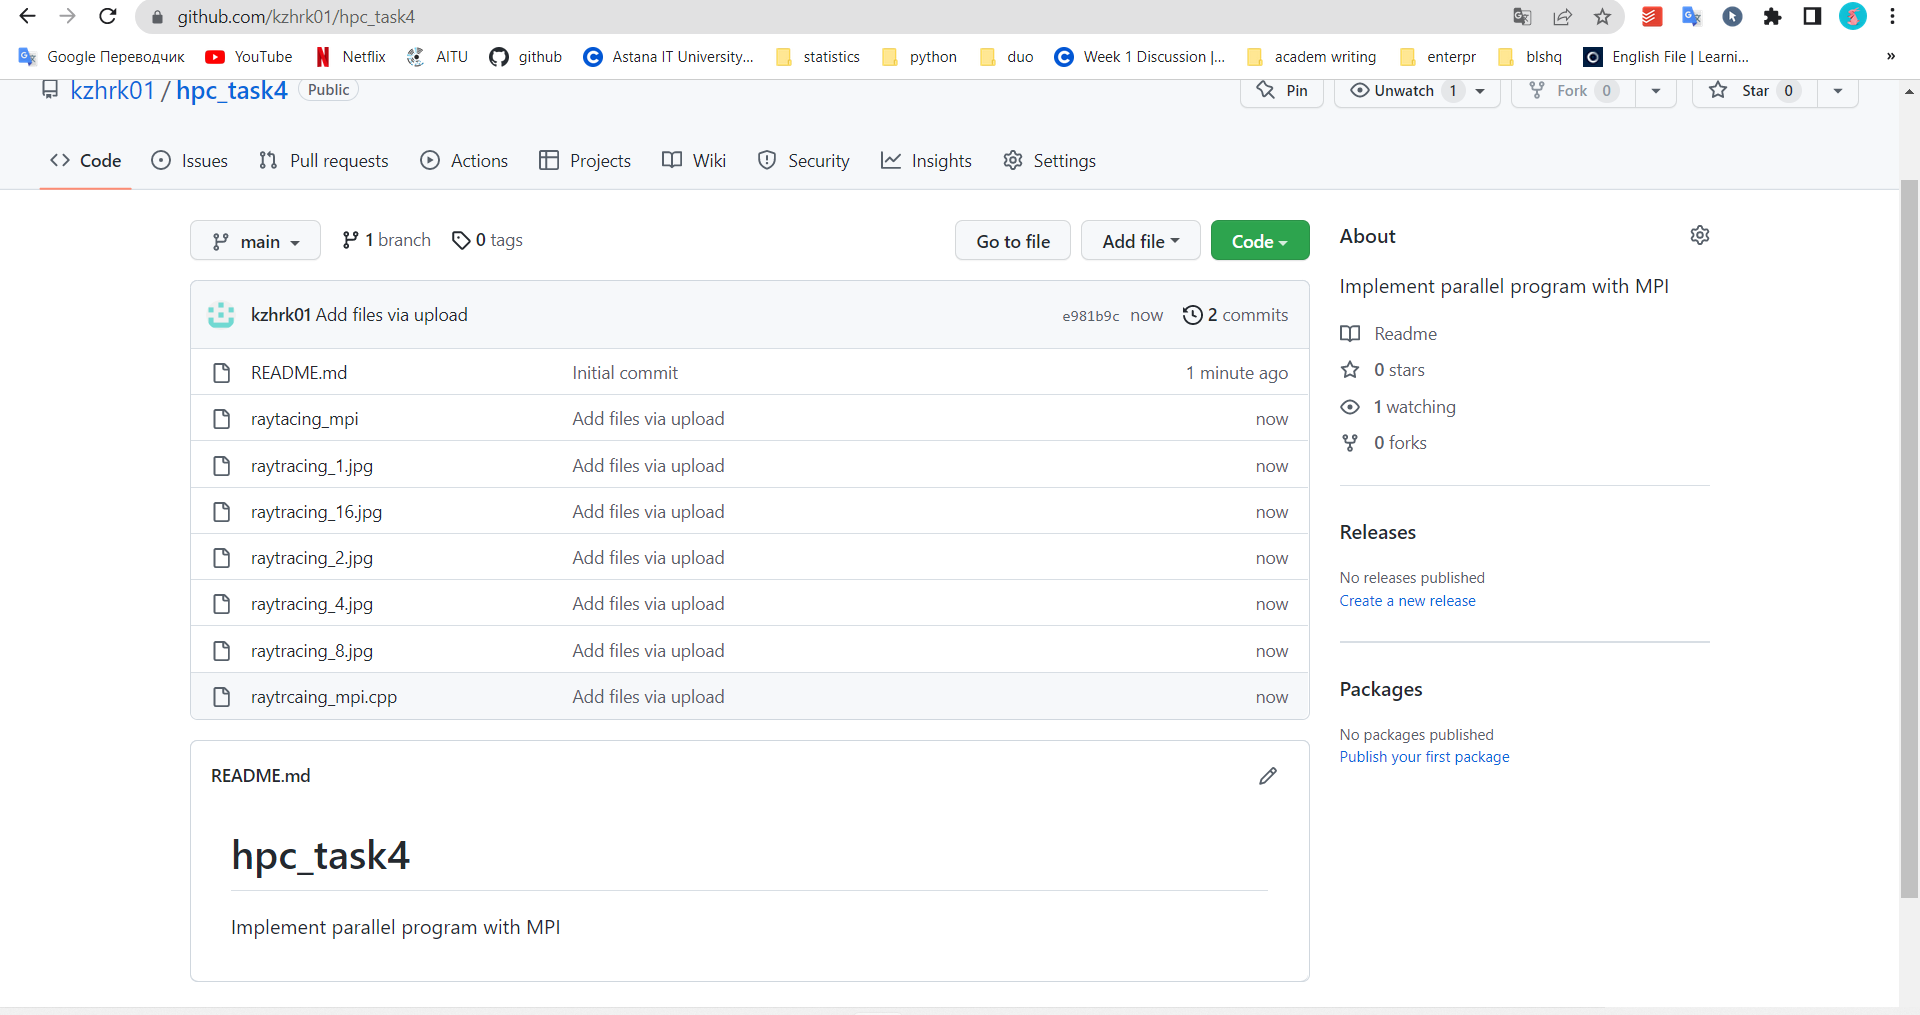 github.com/kzhrk01/hpc_task4
Google Переводчик YouTube Netflix AITU github Astana IT University... statistics python duo Week 1 Discussion |... academ writing enterpr blshq English File | Learni... »
kzhrk01 / hpc_task4 Public Pin Unwatch 1 Fork 0 Star 0
Code Issues Pull requests Actions Projects Wiki Security Insights Settings
main 1 branch 0 tags Go to file Add file Code
kzhrk01 Add files via upload e981b9c now 2 commits
README.md Initial commit 1 minute ago
raytacing_mpi Add files via upload now
raytracing_1.jpg Add files via upload now
raytracing_16.jpg Add files via upload now
raytracing_2.jpg Add files via upload now
raytracing_4.jpg Add files via upload now
raytracing_8.jpg Add files via upload now
raytrcaing_mpi.cpp Add files via upload now
README.md
hpc_task4
Implement parallel program with MPI
About
Implement parallel program with MPI
Readme
0 stars
1 watching
0 forks
Releases
No releases published
Create a new release
Packages
No packages published
Publish your first package